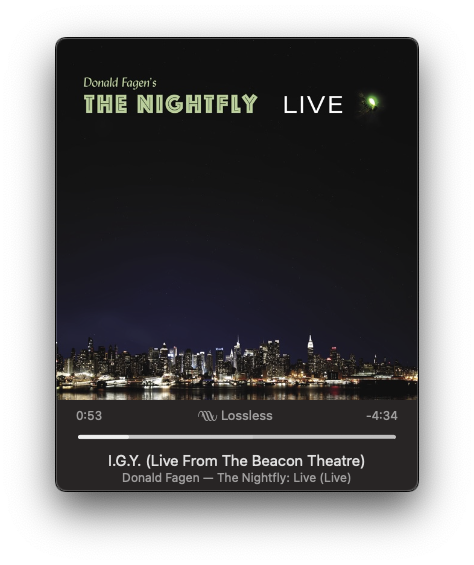 Donald Fagen's
THE NIGHTFLY LIVE
0:53 Lossless -4:34
I.G.Y. (Live From The Beacon Theatre)
Donald Fagen — The Nightfly: Live (Live)